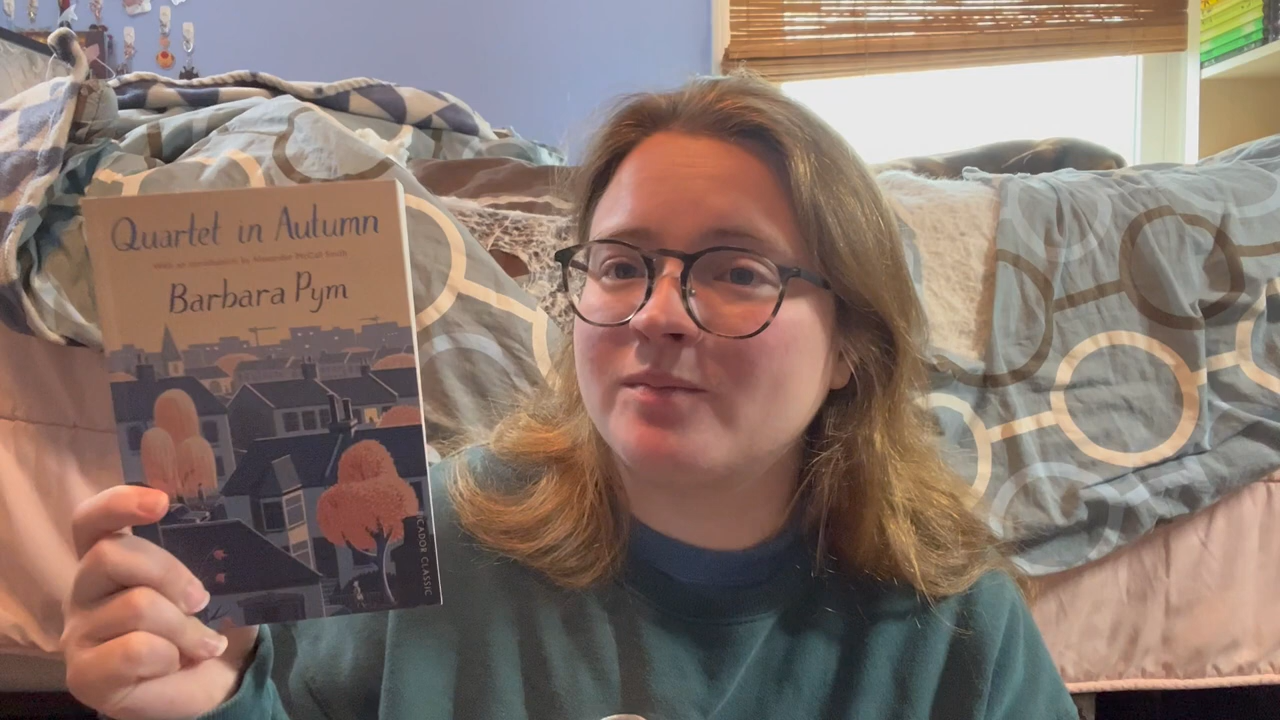 Quartet in Autumn
With an introduction by Alexander McCall Smith
Barbara Pym
PICADOR CLASSIC